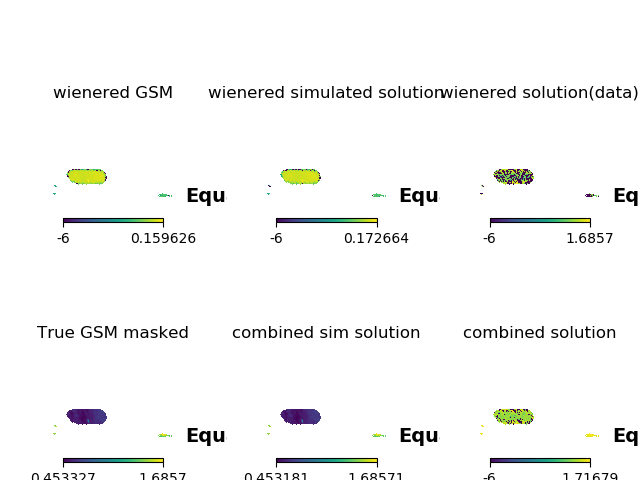 wienered GSM
wienered simulated solution
wienered solution(data)
Equ
Equ
Eq
-6
0.159626
-6
0.172664
-6
1.6857
True GSM masked
combined sim solution
combined solution
Equ
Equ
Eq
0.453327
1.6857
0.453181
1.68571
-6
1.71679